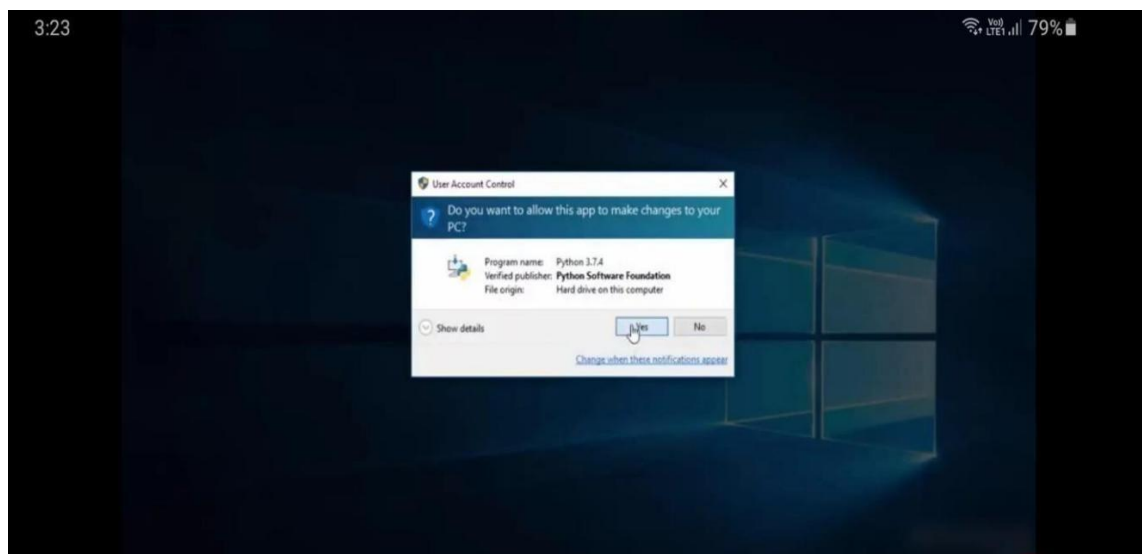 3:23
Vo))
LTE1 79%
User Account Control
X
Do you want to allow this app to make changes to your
PC?
Program name: Python 3.7.4
Verified publisher: Python Software Foundation
File origin: Hard drive on this computer
Show details
Yes No
Change when these notifications appear